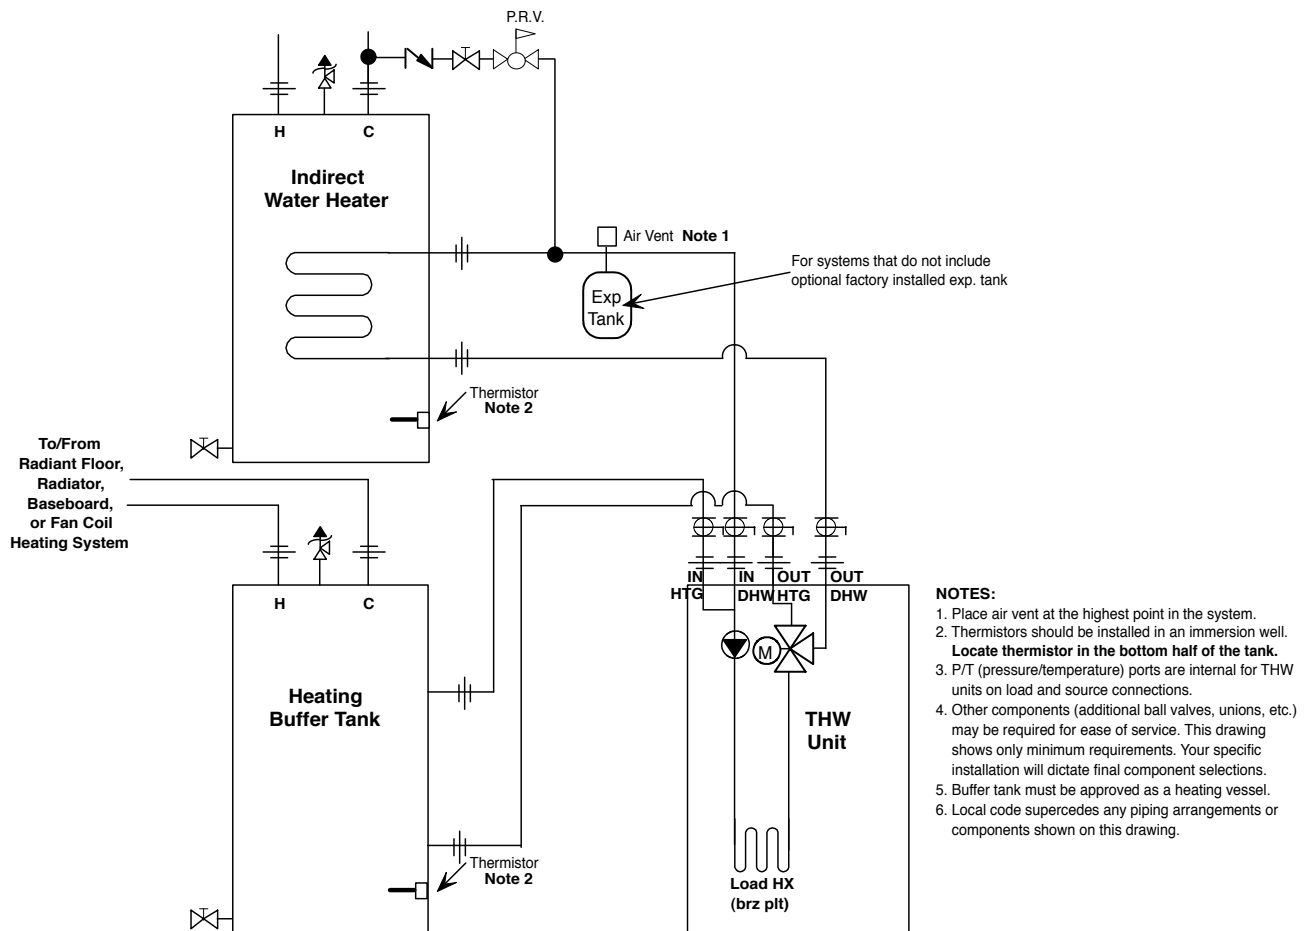 P.R.V.
H
C
Indirect
Water Heater
Air Vent Note 1
For systems that do not include
optional factory installed exp. tank
Exp
Tank
Thermistor
Note 2
To/From
Radiant Floor,
Radiator,
Baseboard,
or Fan Coil
Heating System
H
C
IN
HTG
IN
DHW
OUT
HTG
OUT
DHW
M
Heating
Buffer Tank
THW
Unit
Thermistor
Note 2
Load HX
(brz plt)
NOTES:
1. Place air vent at the highest point in the system.
2. Thermistors should be installed in an immersion well.
Locate thermistor in the bottom half of the tank.
3. P/T (pressure/temperature) ports are internal for THW
units on load and source connections.
4. Other components (additional ball valves, unions, etc.)
may be required for ease of service. This drawing
shows only minimum requirements. Your specific
installation will dictate final component selections.
5. Buffer tank must be approved as a heating vessel.
6. Local code supercedes any piping arrangements or
components shown on this drawing.